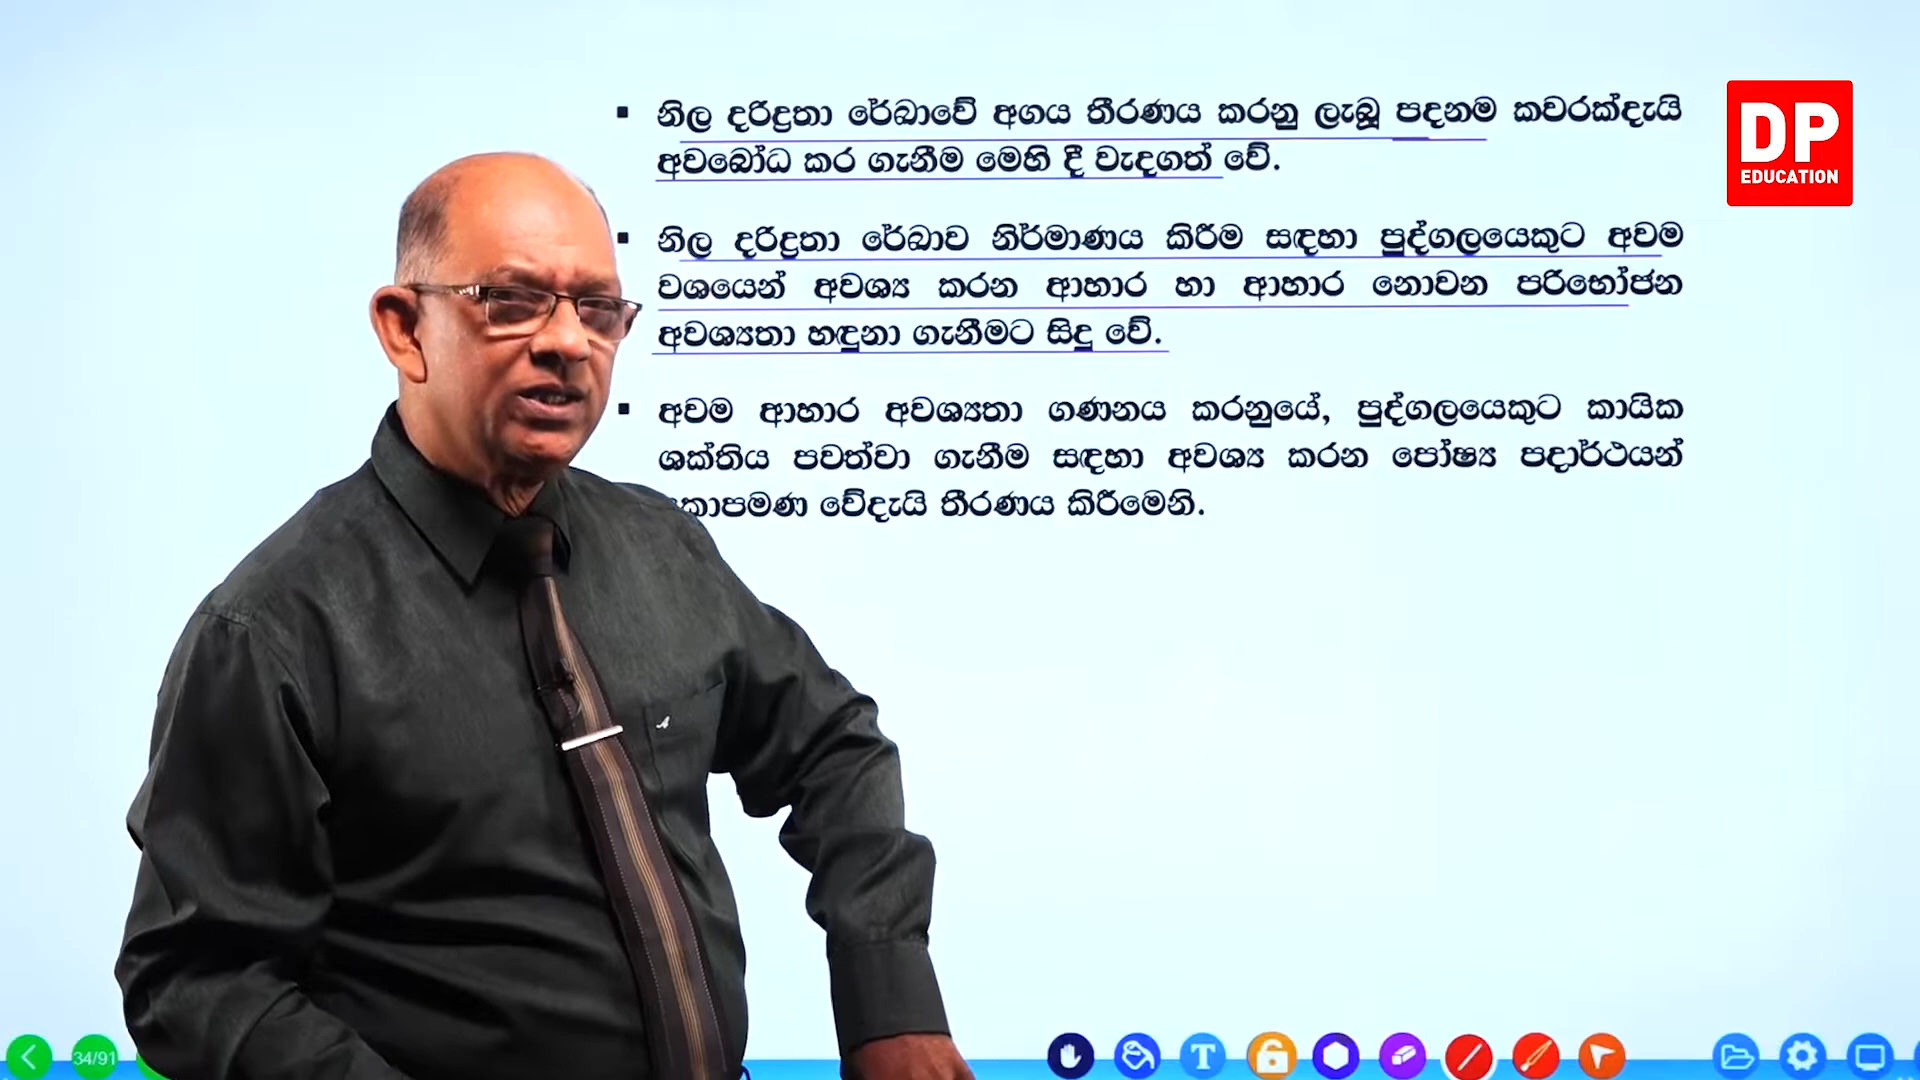 නිල දරිද්‍රතා රේඛාවේ අගය තීරණය කරනු ලැබූ පදනම කවරක්දැයි
අවබෝධ කර ගැනීම මෙහි දී වැදගත් වේ.
නිල දරිද්‍රතා රේඛාව නිර්මාණය කිරීම සඳහා පුද්ගලයෙකුට අවම
වශයෙන් අවශ්‍ය කරන ආහාර හා ආහාර නොවන පරිභෝජන
අවශ්‍යතා හඳුනා ගැනීමට සිදු වේ.
අවම ආහාර අවශ්‍යතා ගණනය කරනුයේ, පුද්ගලයෙකුට කායික
ශක්තිය පවත්වා ගැනීම සඳහා අවශ්‍ය කරන පෝෂ්‍ය පදාර්ථයන්
වේදැයි තීරණය කිරීමෙනි.
DP
EDUCATION
34/91